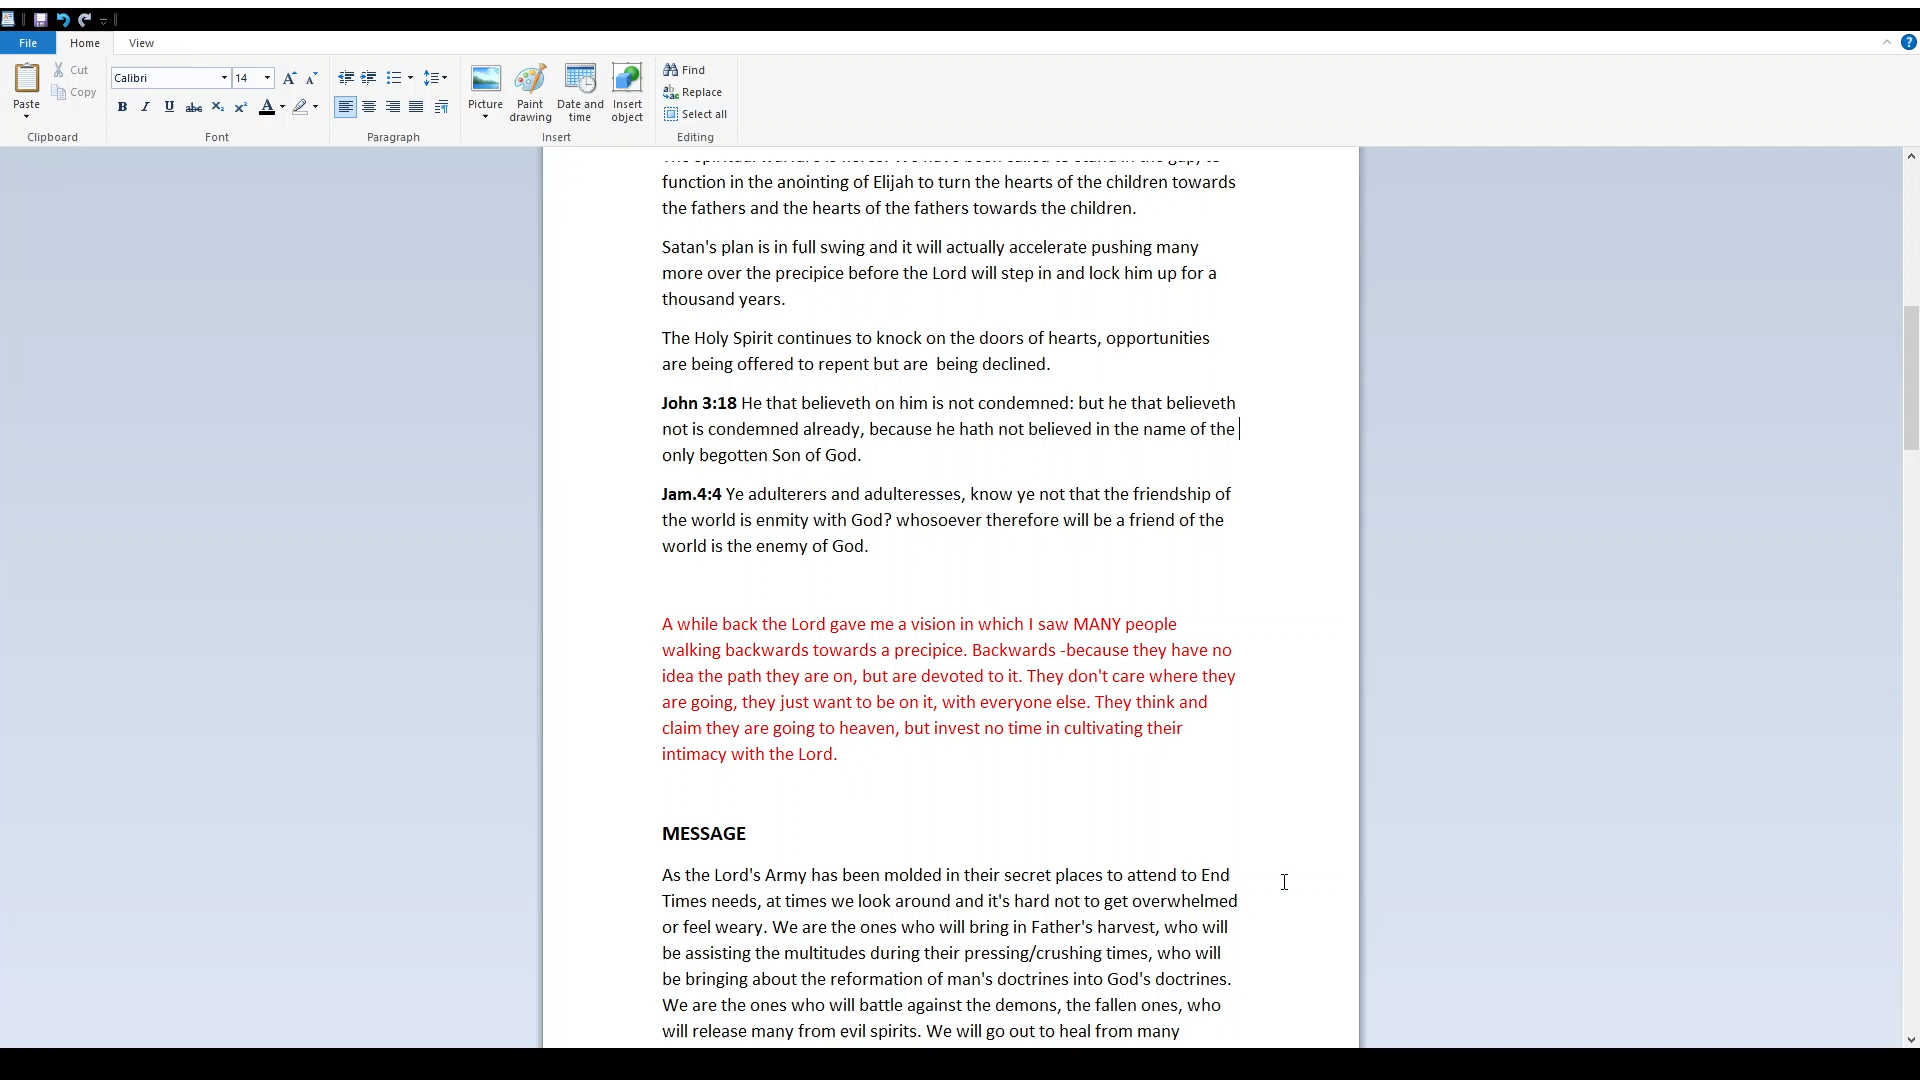 File
Home
View
Paste
Cut
Copy
Clipboard
Calibri
14
Font
Paragraph
Picture
Paint drawing
Date and time
Insert object
Insert
Find
Replace
Select all
Editing
The spiritual warfare is fierce. We have been called to stand in the gap, to
function in the anointing of Elijah to turn the hearts of the children towards
the fathers and the hearts of the fathers towards the children.
Satan's plan is in full swing and it will actually accelerate pushing many
more over the precipice before the Lord will step in and lock him up for a
thousand years.
The Holy Spirit continues to knock on the doors of hearts, opportunities
are being offered to repent but are  being declined.
John 3:18 He that believeth on him is not condemned: but he that believeth
not is condemned already, because he hath not believed in the name of the
only begotten Son of God.
Jam.4:4 Ye adulterers and adulteresses, know ye not that the friendship of
the world is enmity with God? whosoever therefore will be a friend of the
world is the enemy of God.
A while back the Lord gave me a vision in which I saw MANY people
walking backwards towards a precipice. Backwards -because they have no
idea the path they are on, but are devoted to it. They don't care where they
are going, they just want to be on it, with everyone else. They think and
claim they are going to heaven, but invest no time in cultivating their
intimacy with the Lord.
MESSAGE
As the Lord's Army has been molded in their secret places to attend to End
Times needs, at times we look around and it's hard not to get overwhelmed
or feel weary. We are the ones who will bring in Father's harvest, who will
be assisting the multitudes during their pressing/crushing times, who will
be bringing about the reformation of man's doctrines into God's doctrines.
We are the ones who will battle against the demons, the fallen ones, who
will release many from evil spirits. We will go out to heal from many